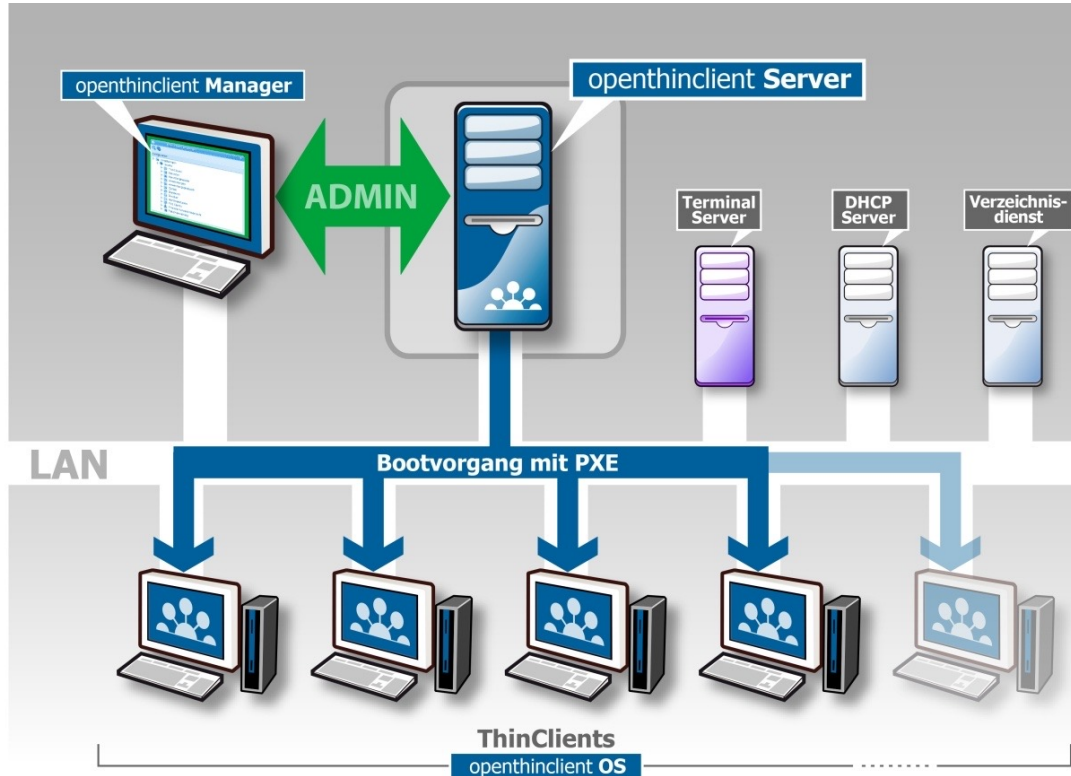 openthinclient Manager
openthinclient Server
ADMIN
Terminal
Server
DHCP
Server
Verzeichnis-
dienst
LAN
Bootvorgang mit PXE
ThinClients
openthinclient OS